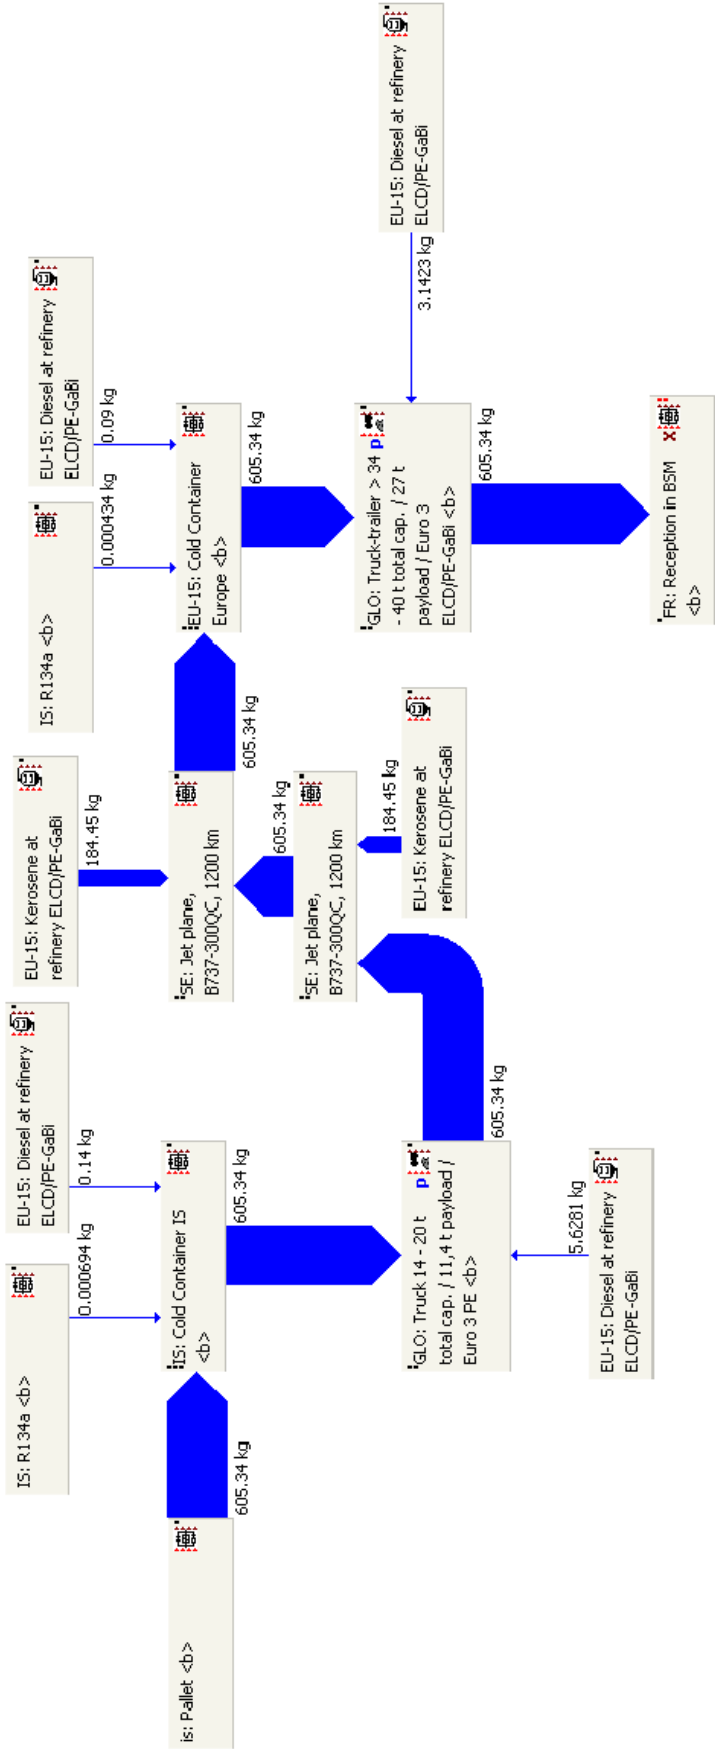 is: Pallet <b>
605.34 kg
IS: R134a <b>
0.000694 kg
EU-15: Diesel at refinery
ELCD/PE-GaBi
0.14 kg
IS: Cold Container IS
<b>
605.34 kg
GLO: Truck 14 - 20 t
total cap. / 11,4 t payload /
Euro 3 PE <b>
p
5.6281 kg
EU-15: Diesel at refinery
ELCD/PE-GaBi
605.34 kg
EU-15: Kerosene at
refinery ELCD/PE-GaBi
184.45 kg
SE: Jet plane,
B737-300QC, 1200 km
605.34 kg
SE: Jet plane,
B737-300QC, 1200 km
184.45 kg
EU-15: Kerosene at
refinery ELCD/PE-GaBi
605.34 kg
IS: R134a <b>
0.000434 kg
EU-15: Diesel at refinery
ELCD/PE-GaBi
0.09 kg
EU-15: Cold Container
Europe <b>
605.34 kg
GLO: Truck-trailer > 34
- 40 t total cap. / 27 t
payload / Euro 3
ELCD/PE-GaBi <b>
p
3.1423 kg
EU-15: Diesel at refinery
ELCD/PE-GaBi
605.34 kg
FR: Reception in BSM
<b>
X